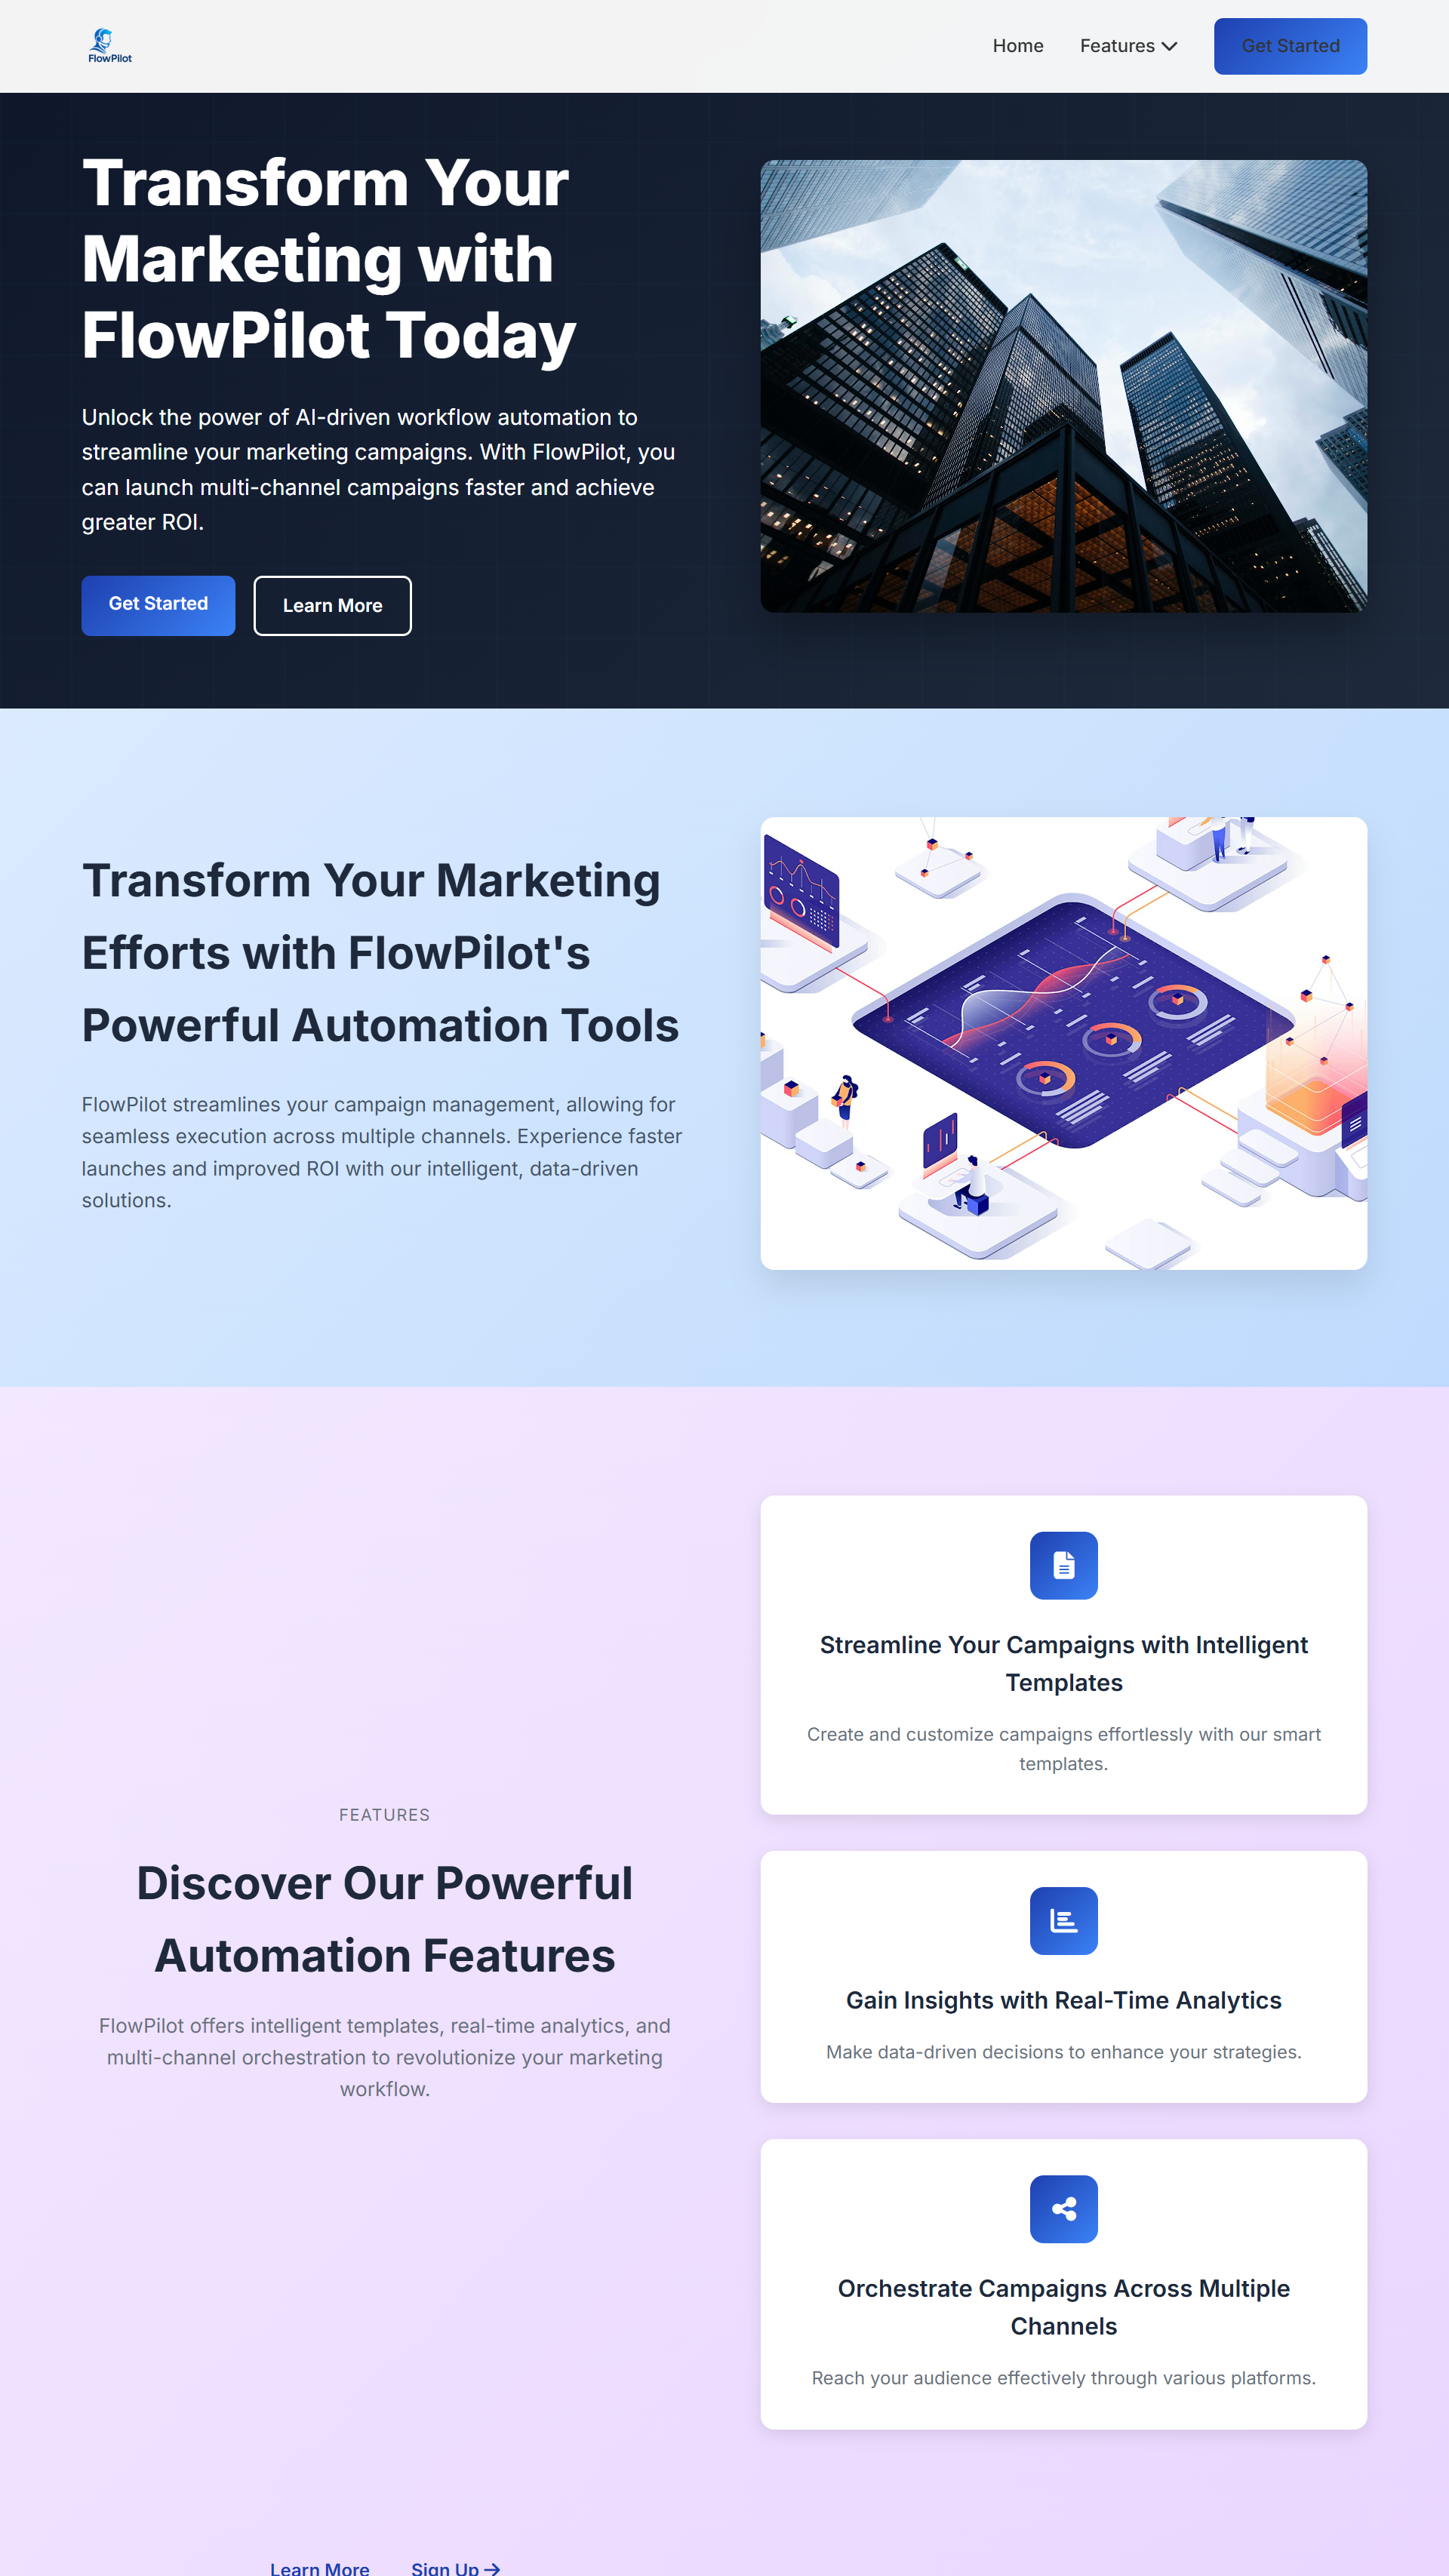 FlowPilot
Home
Features
Get Started
Transform Your
Marketing with
FlowPilot Today
Unlock the power of AI-driven workflow automation to
streamline your marketing campaigns. With FlowPilot, you
can launch multi-channel campaigns faster and achieve
greater ROI.
Get Started
Learn More
Transform Your Marketing
Efforts with FlowPilot's
Powerful Automation Tools
FlowPilot streamlines your campaign management, allowing for
seamless execution across multiple channels. Experience faster
launches and improved ROI with our intelligent, data-driven
solutions.
FEATURES
Discover Our Powerful
Automation Features
FlowPilot offers intelligent templates, real-time analytics, and
multi-channel orchestration to revolutionize your marketing
workflow.
Streamline Your Campaigns with Intelligent
Templates
Create and customize campaigns effortlessly with our smart
templates.
Gain Insights with Real-Time Analytics
Make data-driven decisions to enhance your strategies.
Orchestrate Campaigns Across Multiple
Channels
Reach your audience effectively through various platforms.
Learn More
Sign Up